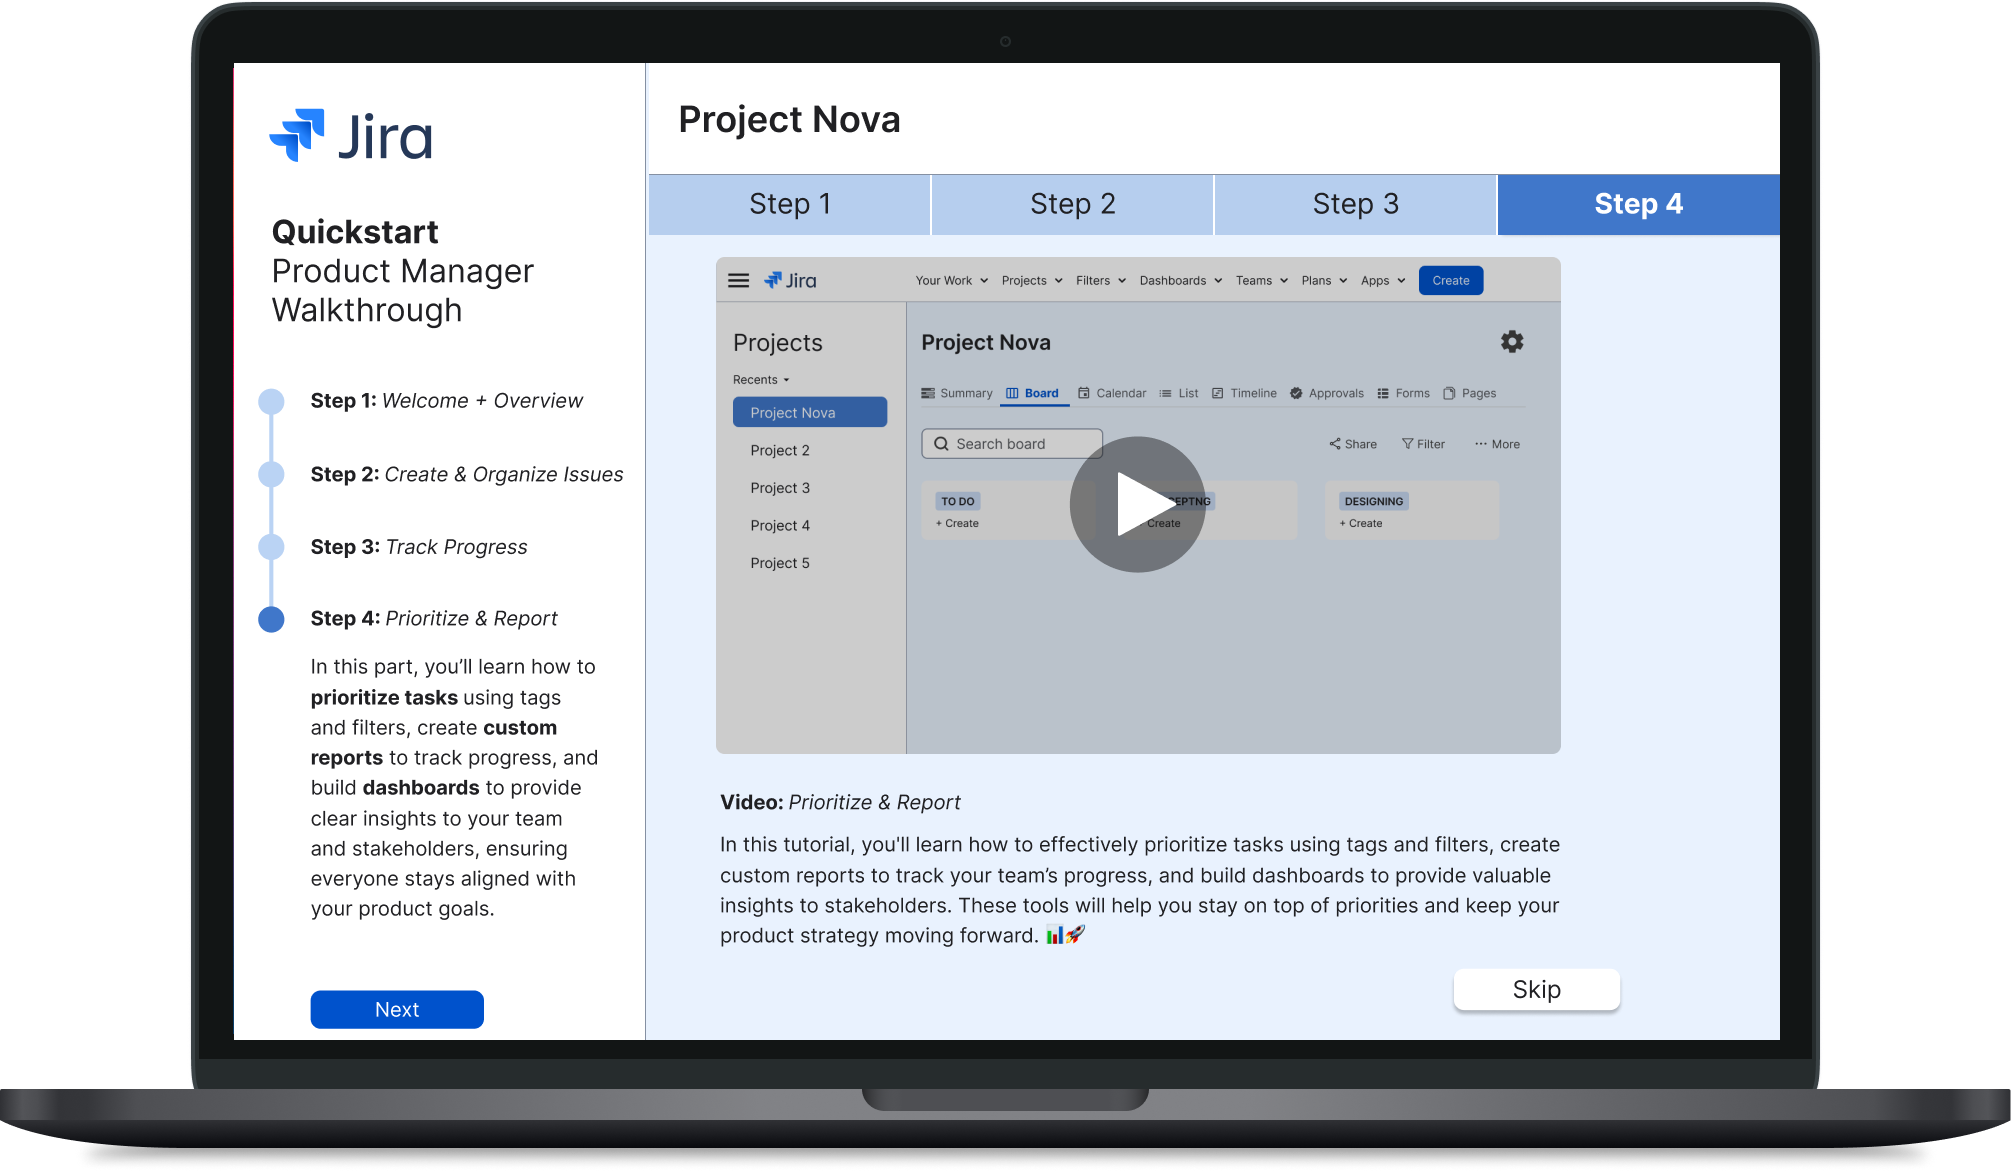 Jira
Quickstart
Product Manager
Walkthrough
Step 1: Welcome + Overview
Step 2: Create & Organize Issues
Step 3: Track Progress
Step 4: Prioritize & Report
In this part, you’ll learn how to
prioritize tasks using tags
and filters, create custom
reports to track progress, and
build dashboards to provide
clear insights to your team
and stakeholders, ensuring
everyone stays aligned with
your product goals.
Next
Project Nova
Step 1 Step 2 Step 3 Step 4
Jira Your Work Projects Filters Dashboards Teams Plans Apps Create
Projects
Recents
Project Nova
Project 2
Project 3
Project 4
Project 5
Project Nova
Summary Board Calendar List Timeline Approvals Forms Pages
Search board Share Filter More
TO DO
+ Create
EPTNG
Create
DESIGNING
+ Create
Video: Prioritize & Report
In this tutorial, you'll learn how to effectively prioritize tasks using tags and filters, create
custom reports to track your team’s progress, and build dashboards to provide valuable
insights to stakeholders. These tools will help you stay on top of priorities and keep your
product strategy moving forward. 📊🚀
Skip